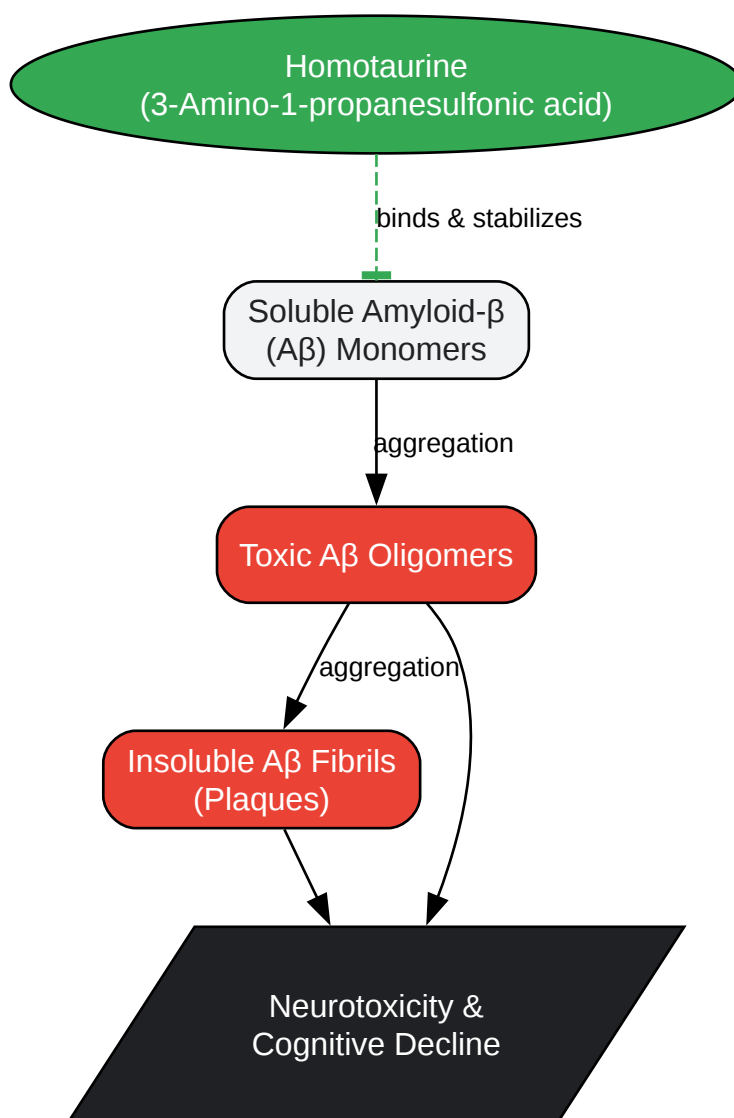 Homotaurine
(3-Amino-1-propanesulfonic acid)
binds & stabilizes
Soluble Amyloid-β
(Aβ) Monomers
aggregation
Toxic Aβ Oligomers
aggregation
Insoluble Aβ Fibrils
(Plaques)
Neurotoxicity &
Cognitive Decline